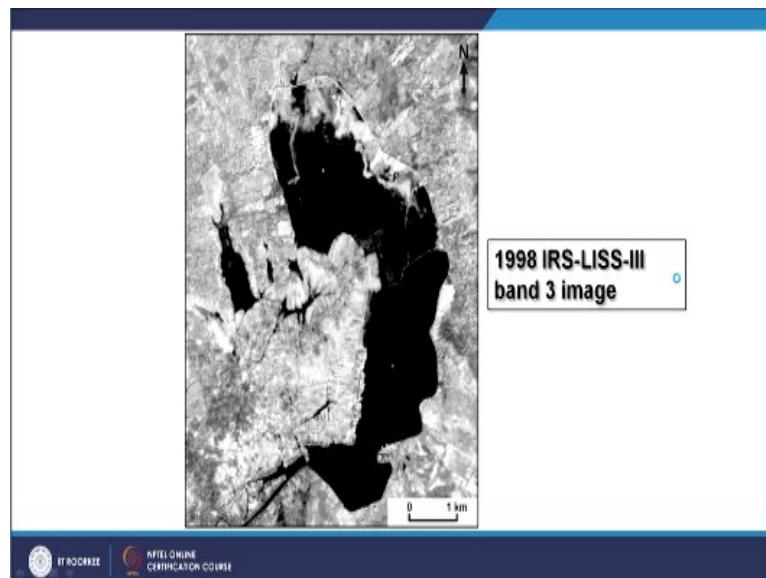 N
1998 IRS-LISS-III
band 3 image
0 1 km
IIT ROORKEE
NPTEL ONLINE
CERTIFICATION COURSE